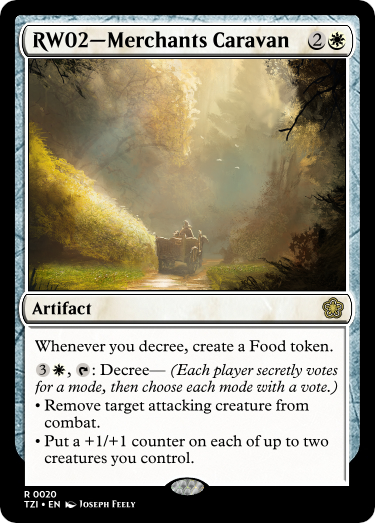 RW02—Merchants Caravan 2
Artifact
Whenever you decree, create a Food token.
3 , : Decree— (Each player secretly votes
for a mode, then choose each mode with a vote.)
• Remove target attacking creature from
combat.
• Put a +1/+1 counter on each of up to two
creatures you control.
R 0020
TZI • EN Joseph Feely